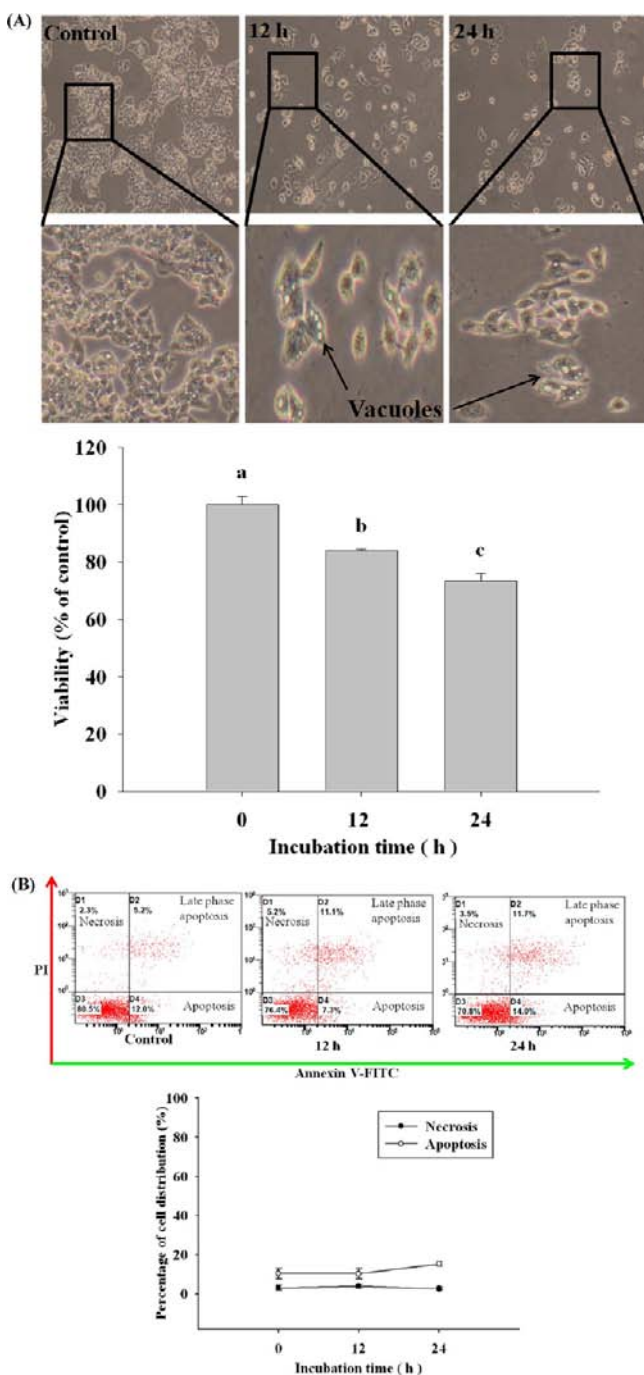 (A)
Control
12 h
24 h
Vacuoles
120
100
80
60
40
20
0
Viability (% of control)
a
b
c
0 12 24
Incubation time ( h )
(B)
PI
D1
2.3%
Necrosis
D2
5.2%
Late phase
apoptosis
D3
80.5%
D4
12.0%
Apoptosis
Control
D1
5.2%
Necrosis
D2
11.1%
Late phase
apoptosis
D3
76.4%
D4
7.3%
Apoptosis
12 h
D1
3.5%
Necrosis
D2
11.7%
Late phase
apoptosis
D3
70.8%
D4
14.0%
Apoptosis
24 h
Annexin V-FITC
100
80
60
40
20
0
Percentage of cell distribution (%)
Necrosis
Apoptosis
0 12 24
Incubation time ( h )